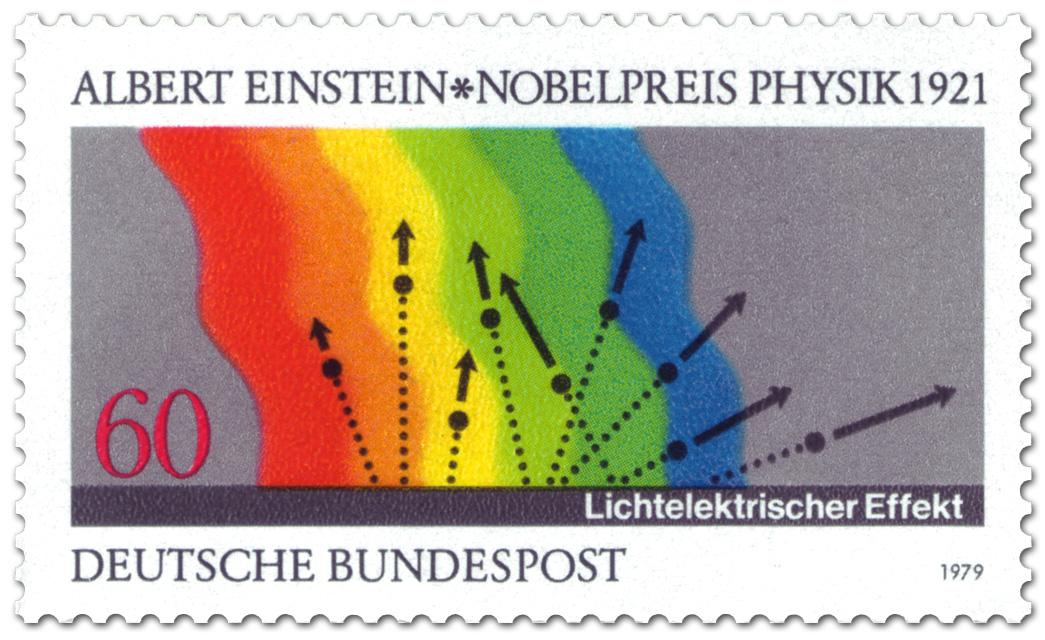 ALBERT EINSTEIN*NOBELPREIS PHYSIK 1921
60
Lichtelektrischer Effekt
DEUTSCHE BUNDESPOST
1979